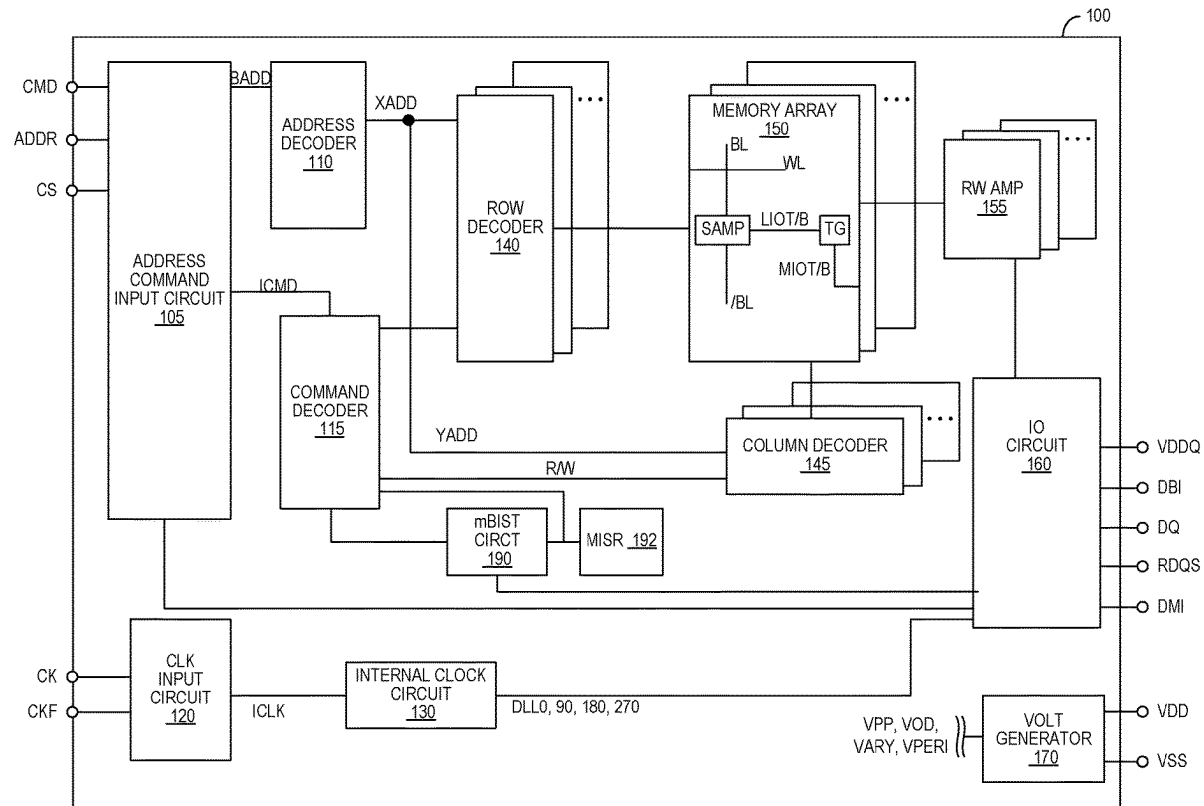 100
CMD
ADDR
CS
ADDRESS
COMMAND
INPUT CIRCUIT
105
BADD
ADDRESS
DECODER
110
XADD
ICMD
COMMAND
DECODER
115
YADD
R/W
ROW
DECODER
140
...
MEMORY ARRAY
150
BL
WL
SAMP
LIOT/B
TG
MIOT/B
/BL
...
RW AMP
155
...
COLUMN DECODER
145
...
mBIST
CIRCT
190
MISR 192
IO
CIRCUIT
160
VDDQ
DBI
DQ
RDQS
DMI
CK
CKF
CLK
INPUT
CIRCUIT
120
ICLK
INTERNAL CLOCK
CIRCUIT
130
DLL0, 90, 180, 270
VPP, VOD,
VARY, VPERI
VOLT
GENERATOR
170
VDD
VSS